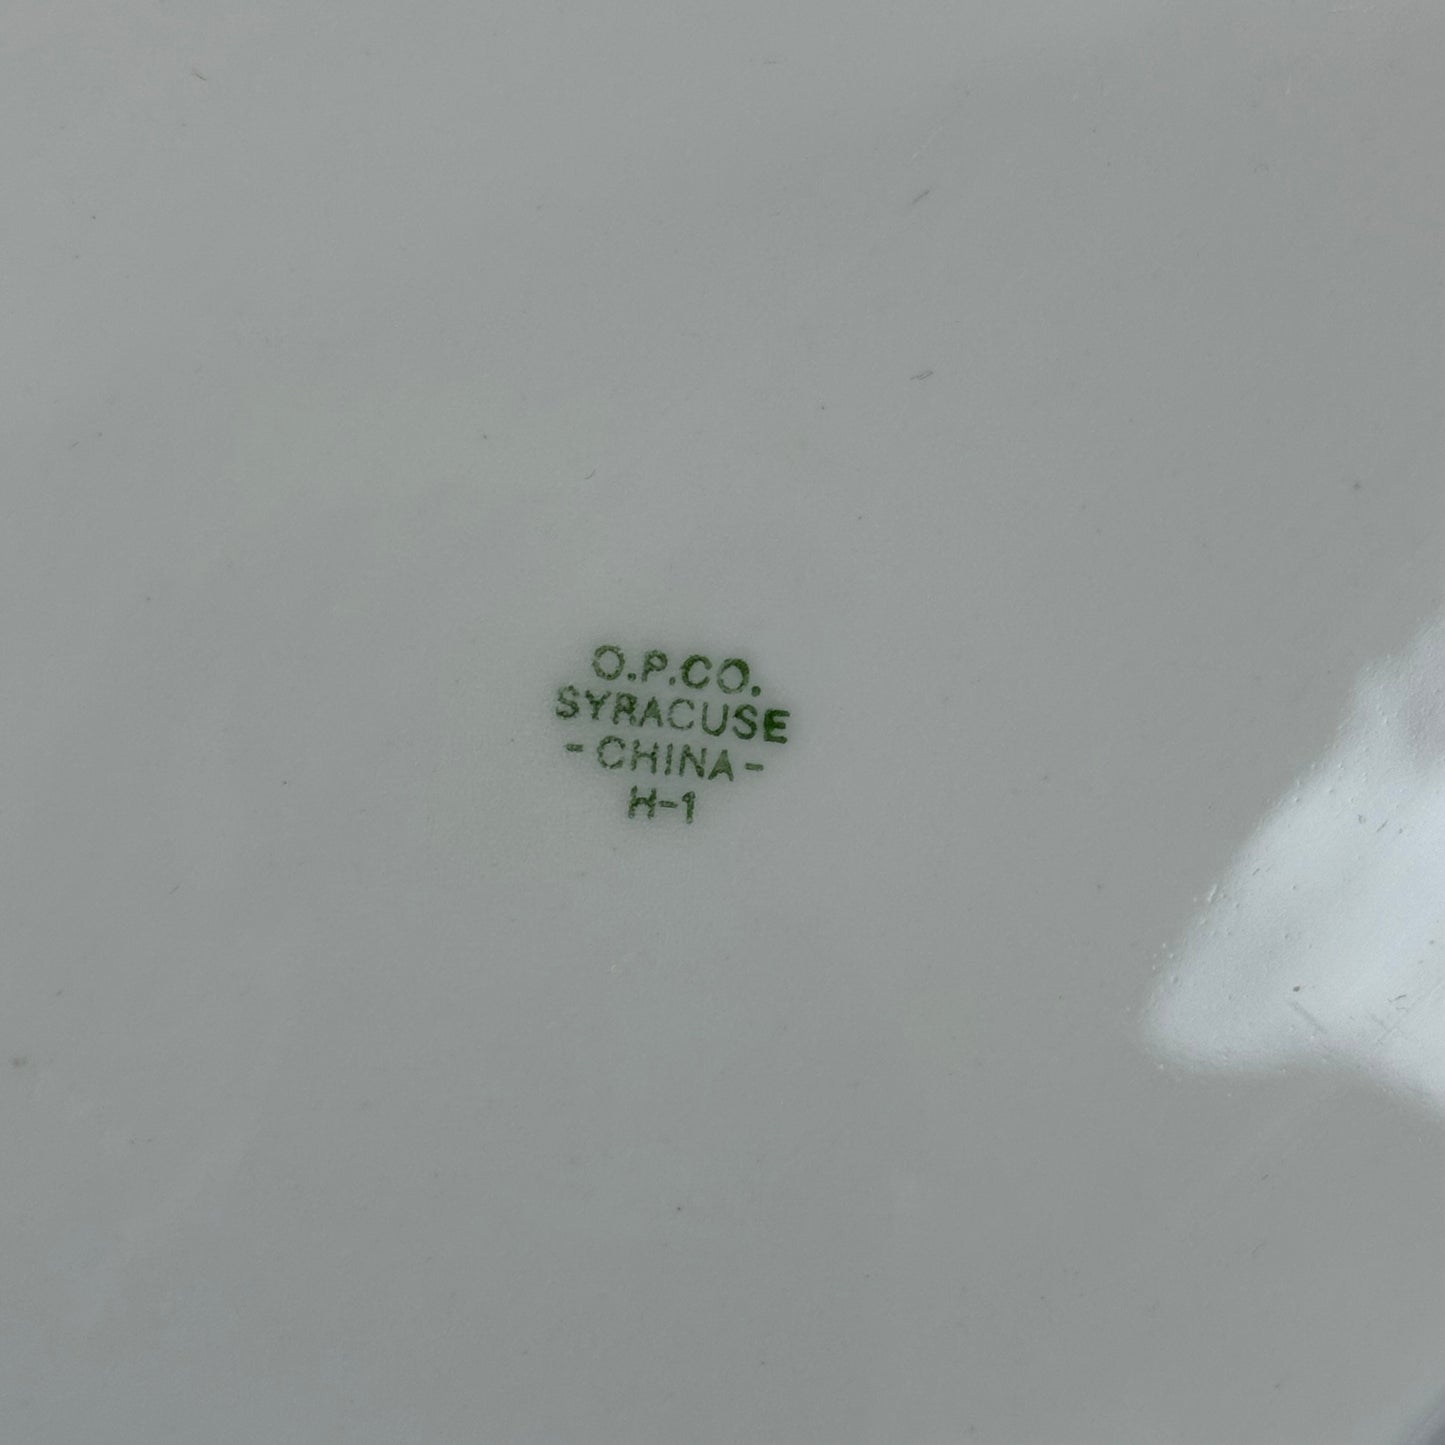 O.P.CO.
SYRACUSE
-CHINA-
H-1